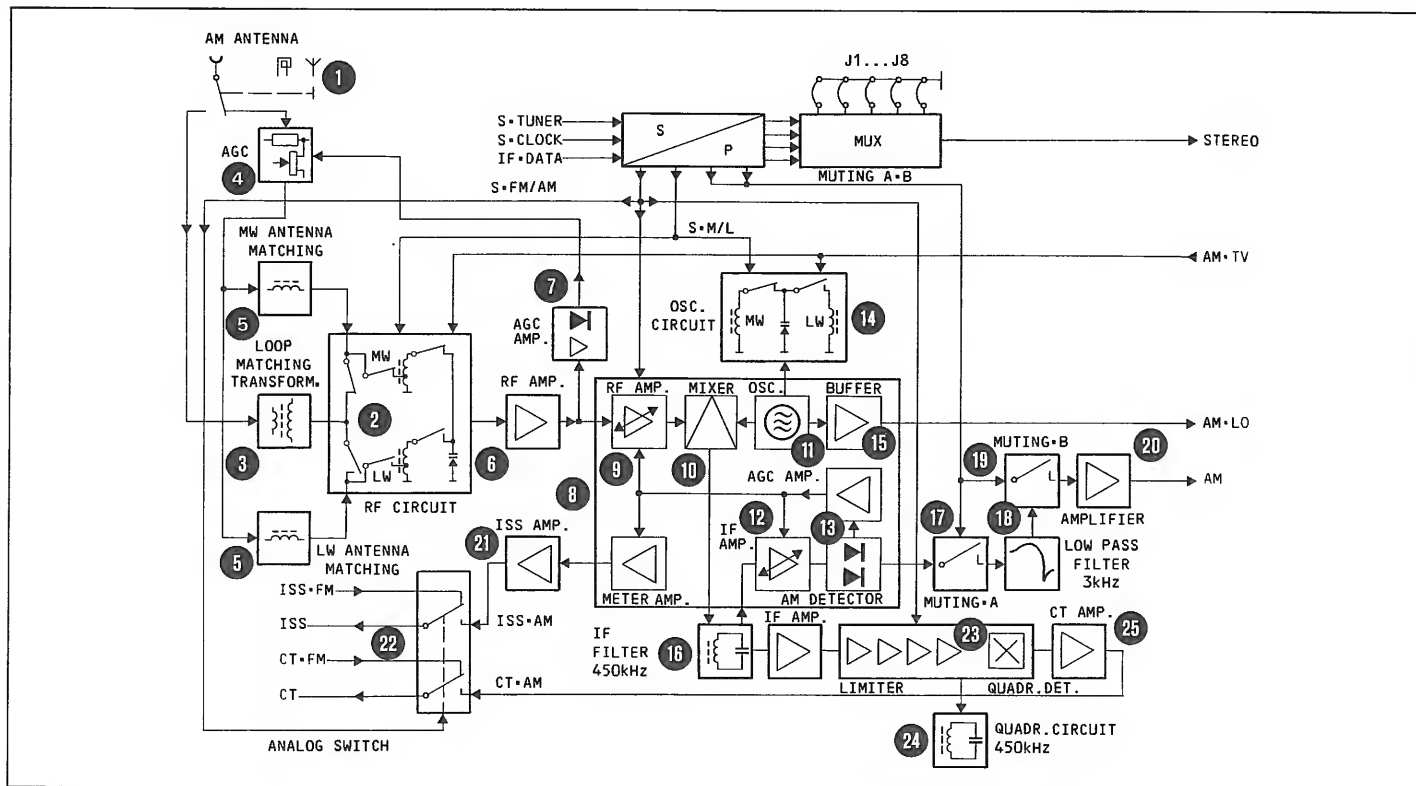 AM ANTENNA
1
J1...J8
S•TUNER
S•CLOCK
IF•DATA
S
P
MUX
STEREO
MUTING A•B
AGC
4
S•FM/AM
S•M/L
MW ANTENNA
MATCHING
AM•TV
7
AGC
AMP.
OSC.
CIRCUIT
MW
LW
14
5
LOOP
MATCHING
TRANSFORM.
MW
2
LW
RF CIRCUIT
3
RF AMP.
6
RF AMP.
MIXER
OSC.
BUFFER
9
10
11
15
AM•LO
8
AGC AMP.
12
13
IF
AMP.
AM DETECTOR
METER AMP.
19
MUTING•B
L
20
AM
AMPLIFIER
17
18
L
MUTING•A
LOW PASS
FILTER
3kHz
5
LW ANTENNA
MATCHING
21
ISS AMP.
ISS•FM
ISS
22
CT•FM
CT
ISS•AM
CT•AM
ANALOG SWITCH
IF
FILTER
450kHz
16
IF AMP.
23
LIMITER
QUADR.DET.
CT AMP.
25
24
QUADR.CIRCUIT
450kHz